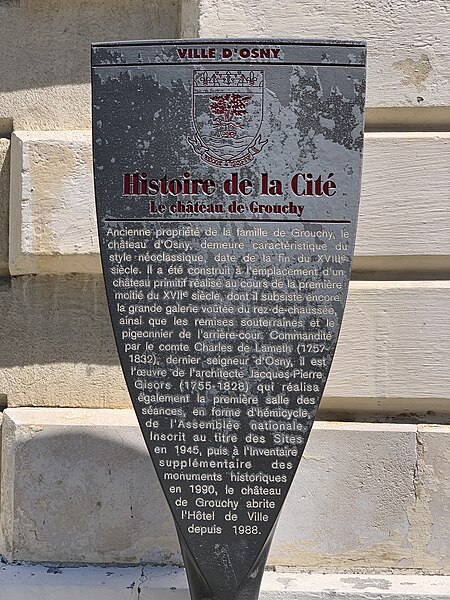 VILLE D'OSNY
Histoire de la Cité
Le château de Grouchy
Ancienne propriété de la famille de Grouchy, le
château d'Osny, demeure caractéristique du
style néoclassique, date de la fin du XVIIIe
siècle. Il a été construit à l'emplacement d'un
château primitif réalisé au cours de la première
moitié du XVIIe siècle, dont il subsiste encore
la grande galerie voûtée du rez-de-chaussée,
ainsi que les remises souterraines et le
pigeonnier de l'arrière-cour. Commandité
par le comte Charles de Lameth (1757-
1832), dernier seigneur d'Osny, il est
l'œuvre de l'architecte Jacques-Pierre
Gisors (1755-1828) qui réalisa
également la première salle des
séances, en forme d'hémicycle,
de l'Assemblée nationale.
Inscrit au titre des Sites
en 1945, puis à l'Inventaire
supplémentaire des
monuments historiques
en 1990, le château
de Grouchy abrite
l'Hôtel de Ville
depuis 1988.